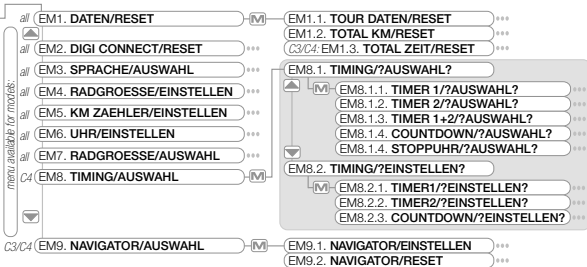 menu available for models:
all EM1. DATEN/RESET M
EM1.1. TOUR DATEN/RESET
EM1.2. TOTAL KM/RESET
C3/C4: EM1.3. TOTAL ZEIT/RESET
all EM2. DIGI CONNECT/RESET
all EM3. SPRACHE/AUSWAHL
all EM4. RADGROESSE/EINSTELLEN
all EM5. KM ZAEHLER/EINSTELLEN
all EM6. UHR/EINSTELLEN
all EM7. RADGROESSE/AUSWAHL
C4 EM8. TIMING/AUSWAHL M
EM8.1. TIMING/?AUSWAHL?
M EM8.1.1. TIMER 1/?AUSWAHL?
EM8.1.2. TIMER 2/?AUSWAHL?
EM8.1.3. TIMER 1+2/?AUSWAHL?
EM8.1.4. COUNTDOWN/?AUSWAHL?
EM8.1.4. STOPPUHR/?AUSWAHL?
EM8.2. TIMING/?EINSTELLEN?
M EM8.2.1. TIMER1/?EINSTELLEN?
EM8.2.2. TIMER2/?EINSTELLEN?
EM8.2.3. COUNTDOWN/?EINSTELLEN?
C3/C4 EM9. NAVIGATOR/AUSWAHL M
EM9.1. NAVIGATOR/EINSTELLEN
EM9.2. NAVIGATOR/RESET